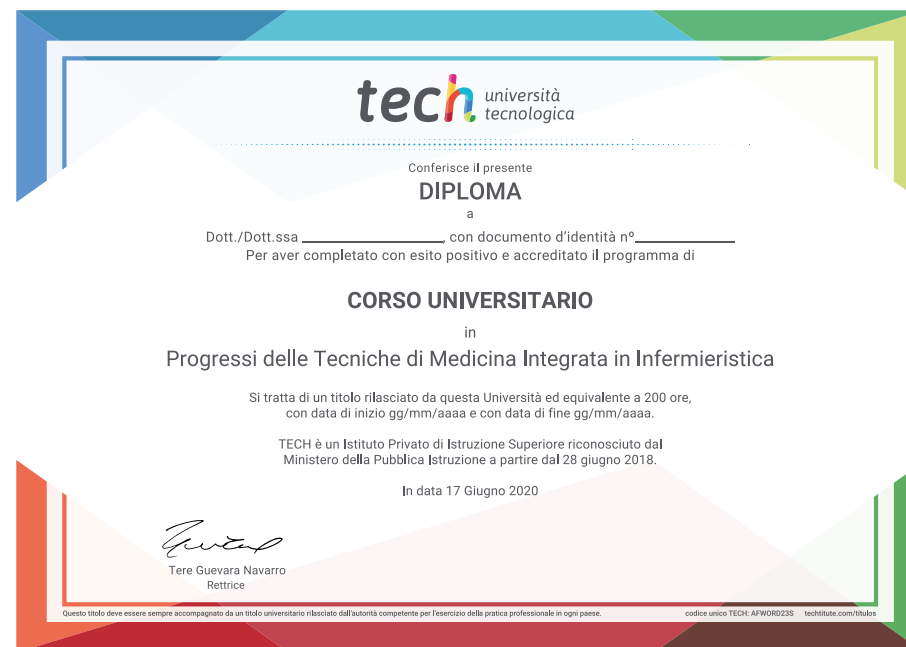 tech università
tecnologica
Conferisce il presente
DIPLOMA
a
Dott./Dott.ssa ____________, con documento d'identità nº____________
Per aver completato con esito positivo e accreditato il programma di
CORSO UNIVERSITARIO
in
Progressi delle Tecniche di Medicina Integrata in Infermieristica
Si tratta di un titolo rilasciato da questa Università ed equivalente a 200 ore,
con data di inizio gg/mm/aaaa e con data di fine gg/mm/aaaa.
TECH è un Istituto Privato di Istruzione Superiore riconosciuto dal
Ministero della Pubblica Istruzione a partire dal 28 giugno 2018.
In data 17 Giugno 2020
Tere Guevara Navarro
Rettrice
Questo titolo deve essere sempre accompagnato da un titolo universitario rilasciato dall'autorità competente per l'esercizio della pratica professionale in ogni paese. codice unico TECH: AFWORD23S techtitute.com/titulos